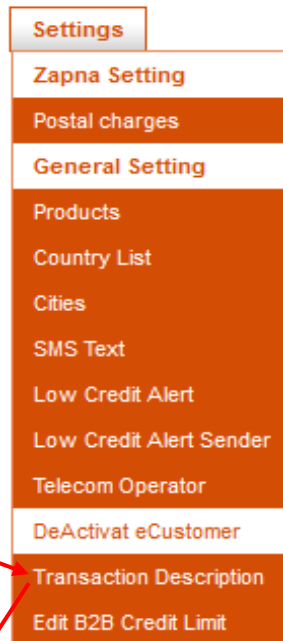 Settings
Zapna Setting
Postal charges
General Setting
Products
Country List
Cities
SMS Text
Low Credit Alert
Low Credit Alert Sender
Telecom Operator
DeActivat eCustomer
Transaction Description
Edit B2B Credit Limit